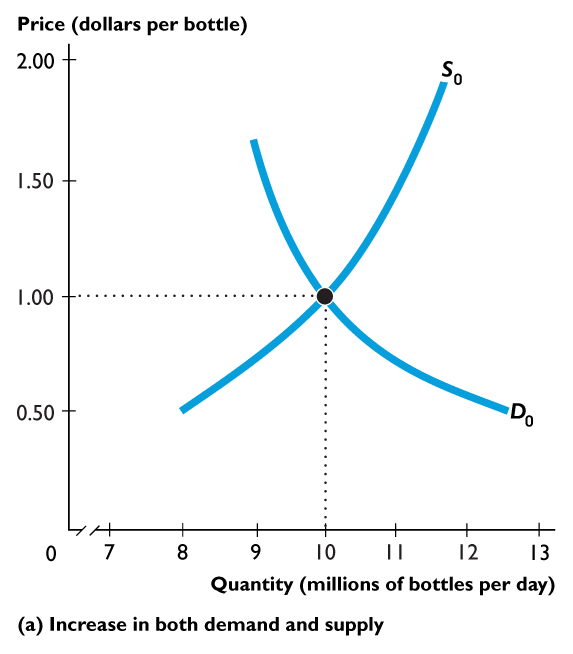 Price (dollars per bottle)
2.00
S0
1.50
1.00
0.50
D0
0 7 8 9 10 11 12 13
Quantity (millions of bottles per day)
(a) Increase in both demand and supply